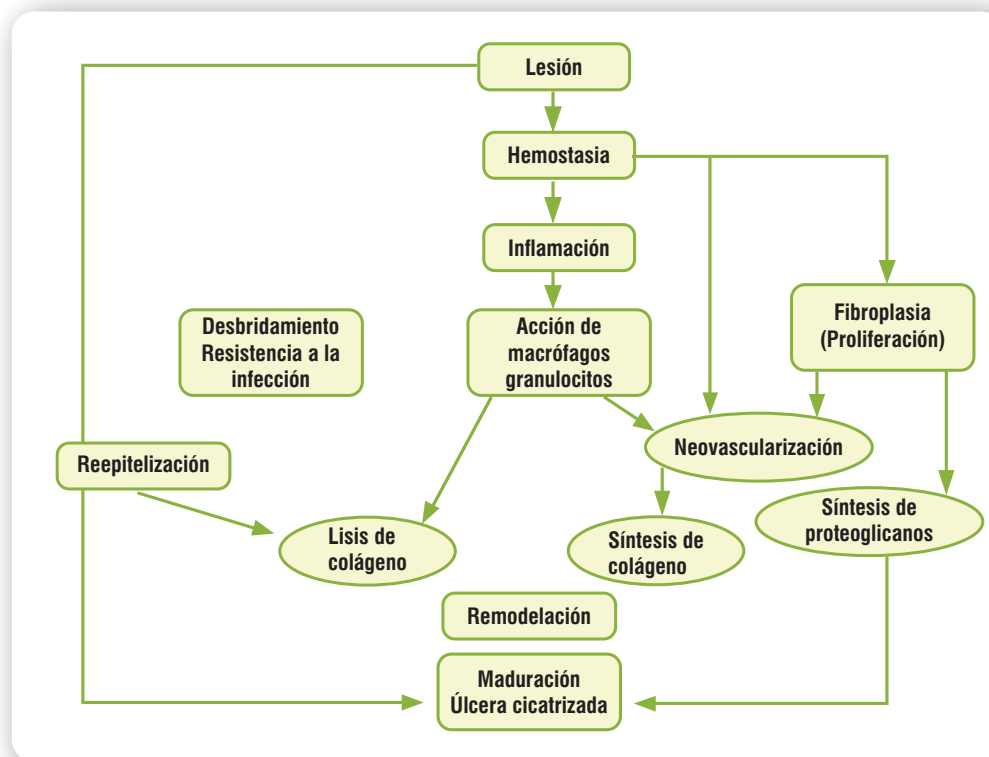 Lesión
Hemostasia
Inflamación
Desbridamiento
Resistencia a la
infección
Acción de
macrófagos
granulocitos
Fibroplasia
(Proliferación)
Reepitelización
Neovascularización
Lisis de
colágeno
Síntesis de
colágeno
Síntesis de
proteoglicanos
Remodelación
Maduración
Úlcera cicatrizada